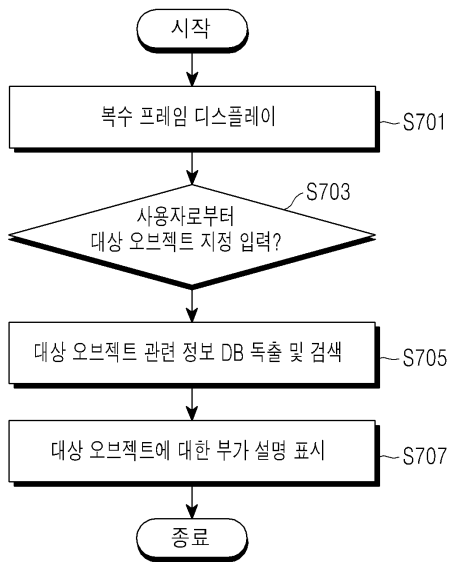 시작
복수 프레임 디스플레이
S701
S703
사용자로부터
대상 오브젝트 지정 입력?
대상 오브젝트 관련 정보 DB 독출 및 검색
S705
대상 오브젝트에 대한 부가 설명 표시
S707
종료